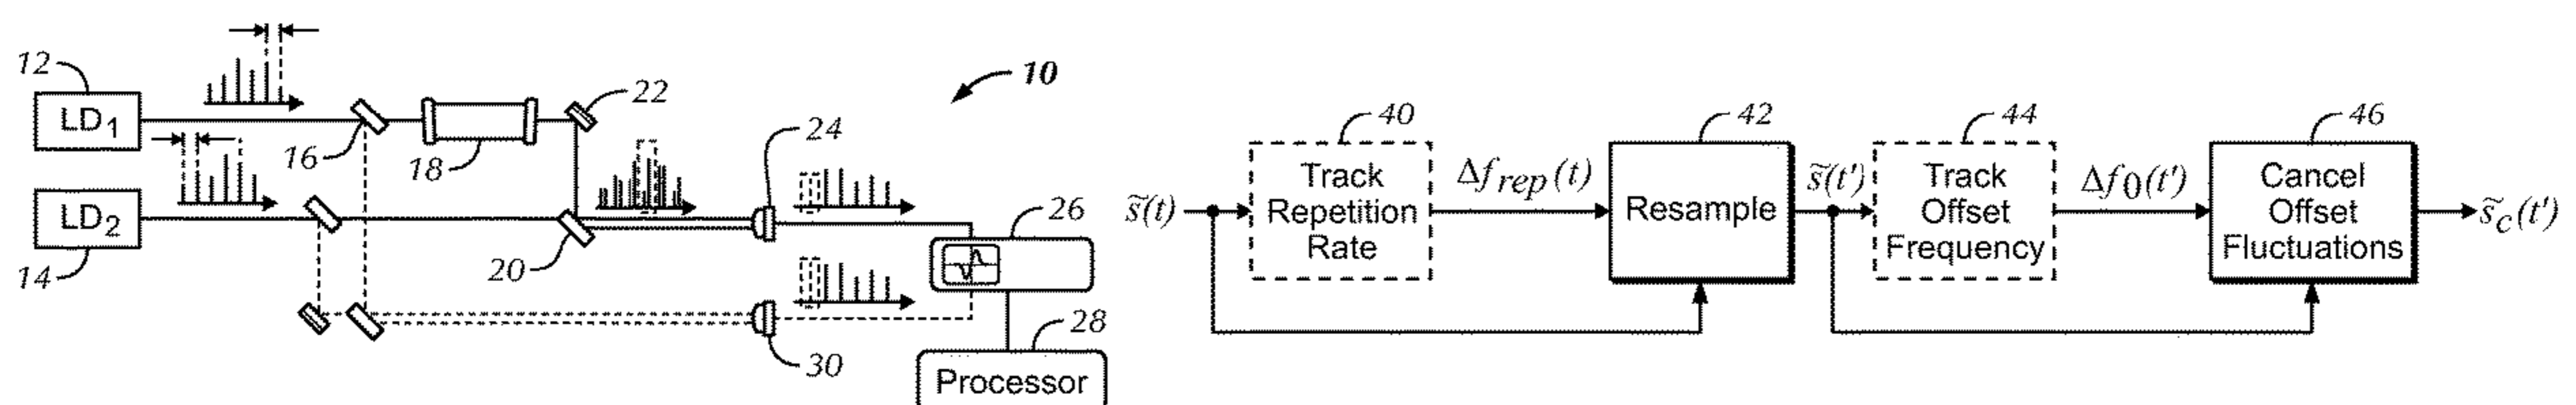 10
12
LD1
16
18
22
24
LD2
14
20
26
30
28
Processor
40
42
44
46
s̃(t)
Track
Repetition
Rate
Δfrep(t)
Resample
s̃(t')
Track
Offset
Frequency
Δf0(t')
Cancel
Offset
Fluctuations
s̃c(t')